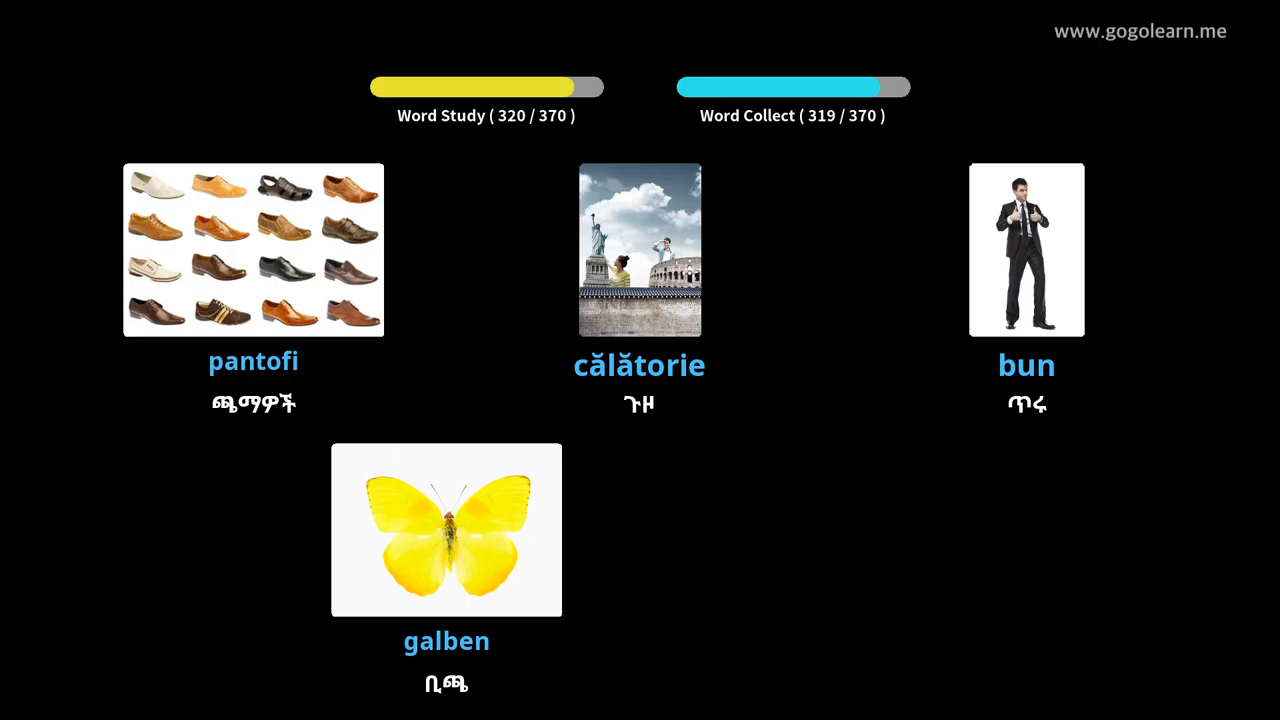 www.gogolearn.me
Word Study ( 320 / 370 )
Word Collect ( 319 / 370 )
pantofi
călătorie
bun
ጫማዎች
ጉዞ
ጥሩ
galben
ቢጫ